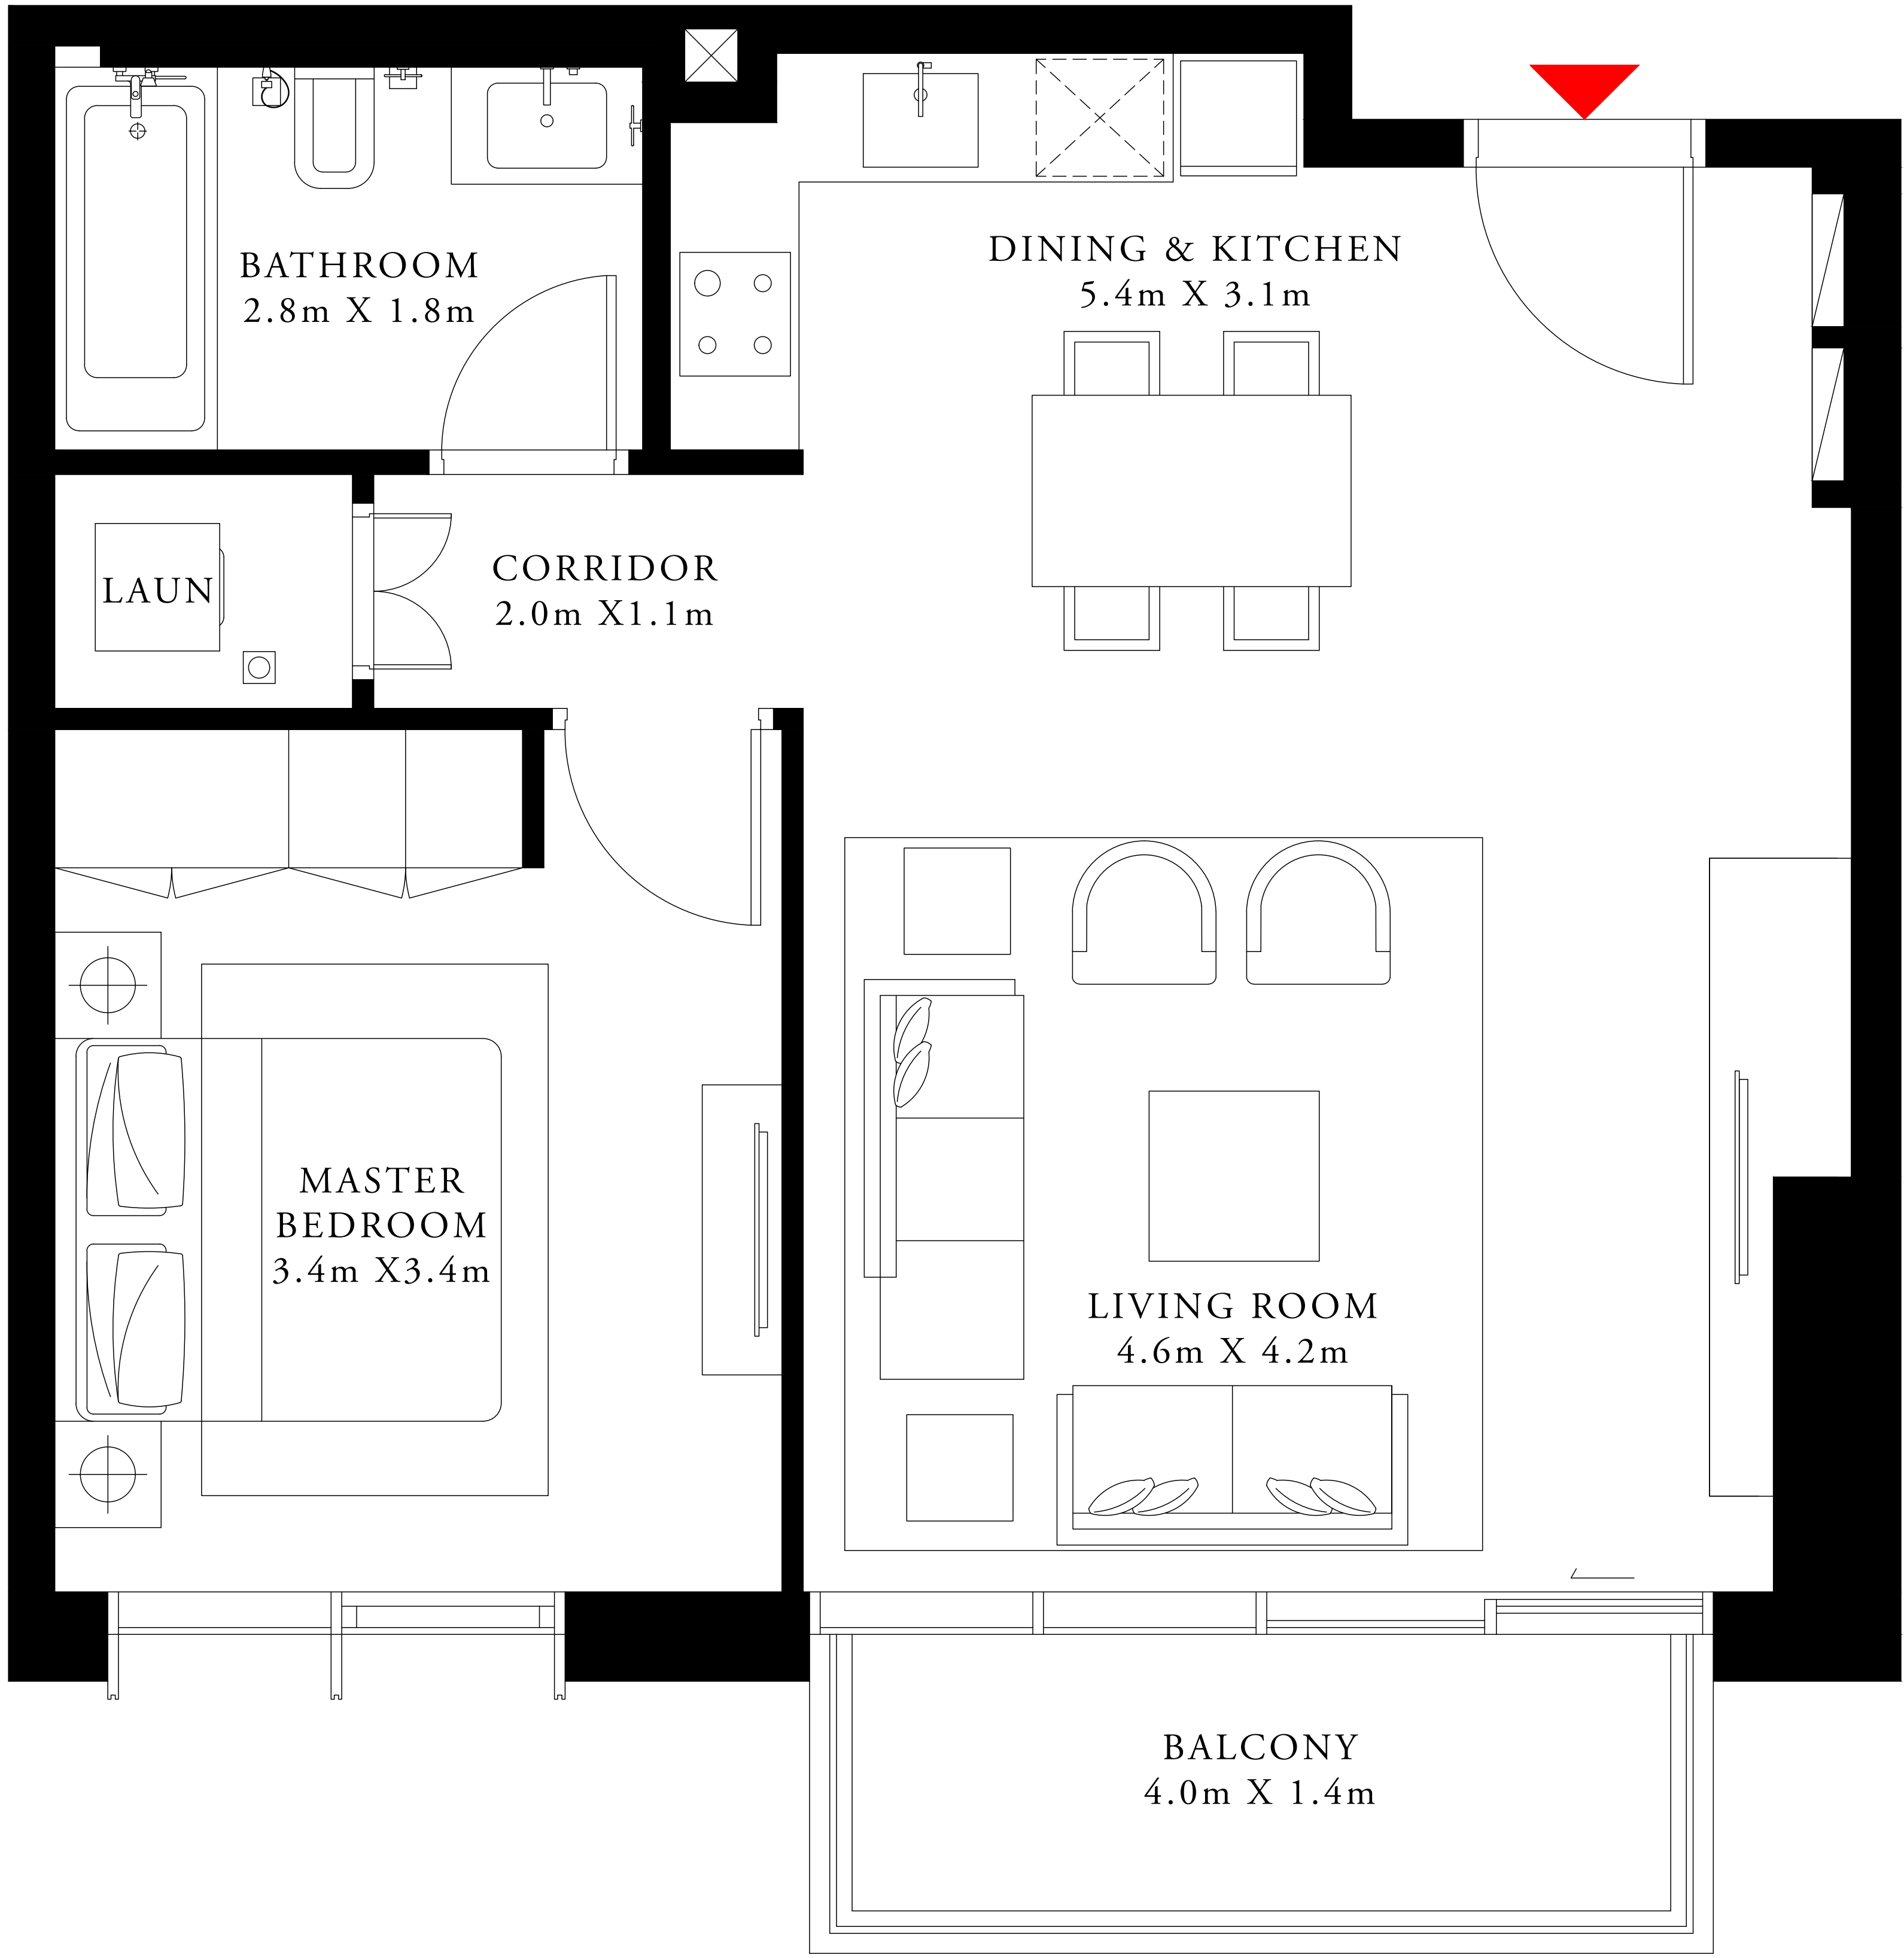 BATHROOM
2.8m X 1.8m
DINING & KITCHEN
5.4m X 3.1m
CORRIDOR
2.0m X1.1m
LAUN
MASTER
BEDROOM
3.4m X3.4m
LIVING ROOM
4.6m X 4.2m
BALCONY
4.0m X 1.4m